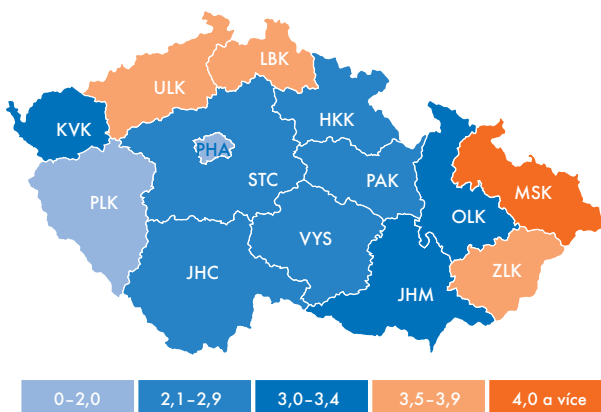 LBK
ULK
HKK
KVK
PHA
STC
PAK
MSK
PLK
OLK
VYS
JHC
ZLK
JHM
0–2,0 2,1–2,9 3,0–3,4 3,5–3,9 4,0 a více